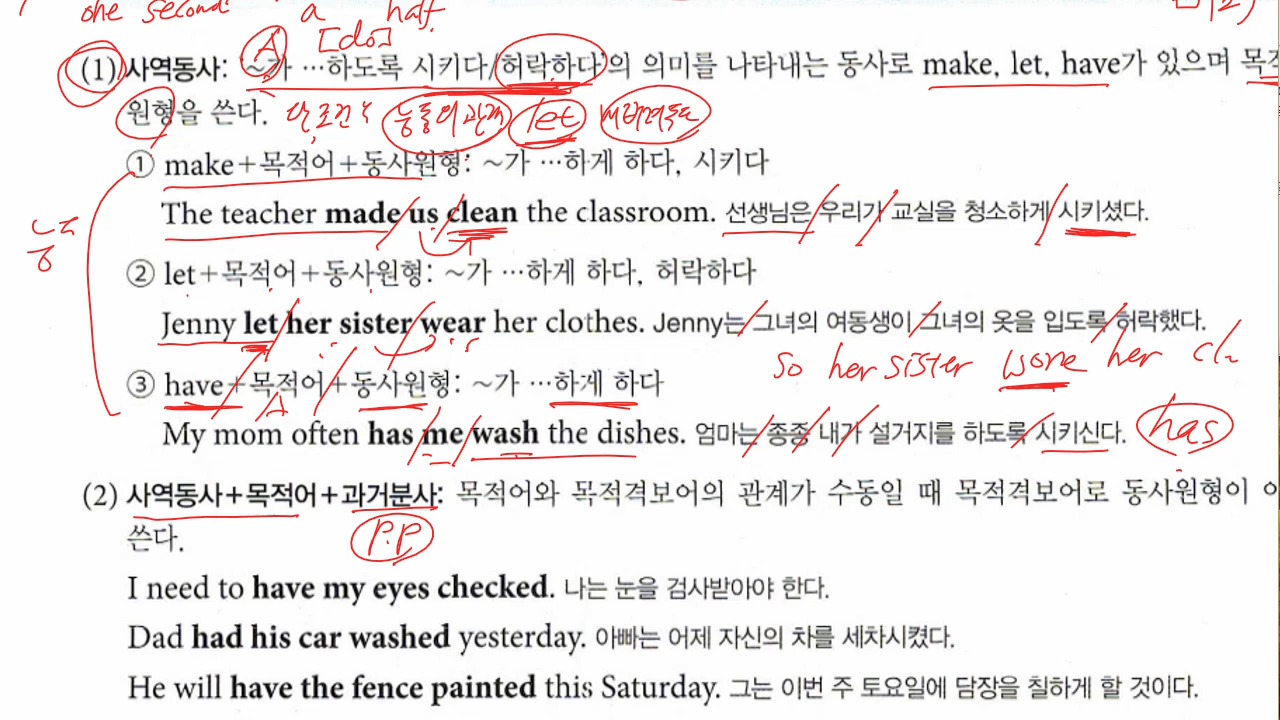 one second a half
[do]
A
(1) 사역동사: '~가 …하도록 시키다/허락하다'의 의미를 나타내는 동사로 make, let, have가 있으며 목적
원형을 쓴다. 단 조건: 능동의 관계 let
① make+목적어+동사원형: ~가 …하게 하다, 시키다
The teacher made us clean the classroom. 선생님은 우리가 교실을 청소하게 시키셨다.
능
② let+목적어+동사원형: ~가 …하게 하다, 허락하다
Jenny let her sister wear her clothes. Jenny는 그녀의 여동생이 그녀의 옷을 입도록 허락했다.
so her sister wore her
③ have+목적어+동사원형: ~가 …하게 하다
A
My mom often has me wash the dishes. 엄마는 종종 내가 설거지를 하도록 시키신다. has
(2) 사역동사+목적어+과거분사: 목적어와 목적격보어의 관계가 수동일 때 목적격보어로 동사원형이
쓴다. P.P
I need to have my eyes checked. 나는 눈을 검사받아야 한다.
Dad had his car washed yesterday. 아빠는 어제 자신의 차를 세차시켰다.
He will have the fence painted this Saturday. 그는 이번 주 토요일에 담장을 칠하게 할 것이다.